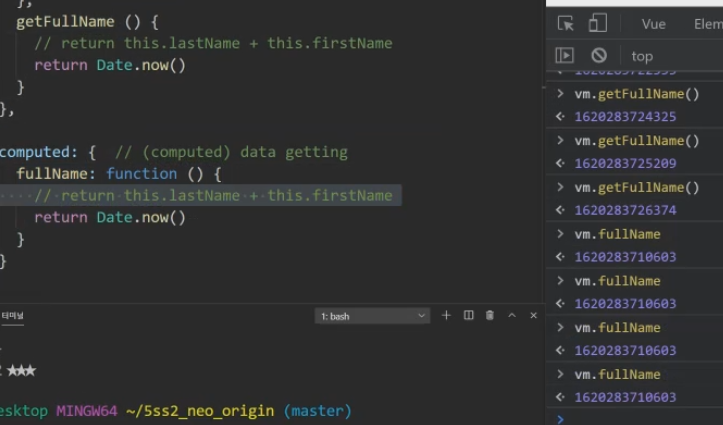 },
getFullName () {
// return this.lastName + this.firstName
return Date.now()
}
},
computed: {  // (computed) data getting
fullName: function () {
// return this.lastName + this.firstName
return Date.now()
}
}
터미널
1: bash
★★★
esktop MINGW64 ~/5ss2_neo_origin (master)
Vue Elem
top
> vm.getFullName()
1620283724325
> vm.getFullName()
1620283725209
> vm.getFullName()
1620283726374
> vm.fullName
1620283710603
> vm.fullName
1620283710603
> vm.fullName
1620283710603
> vm.fullName
1620283710603
>